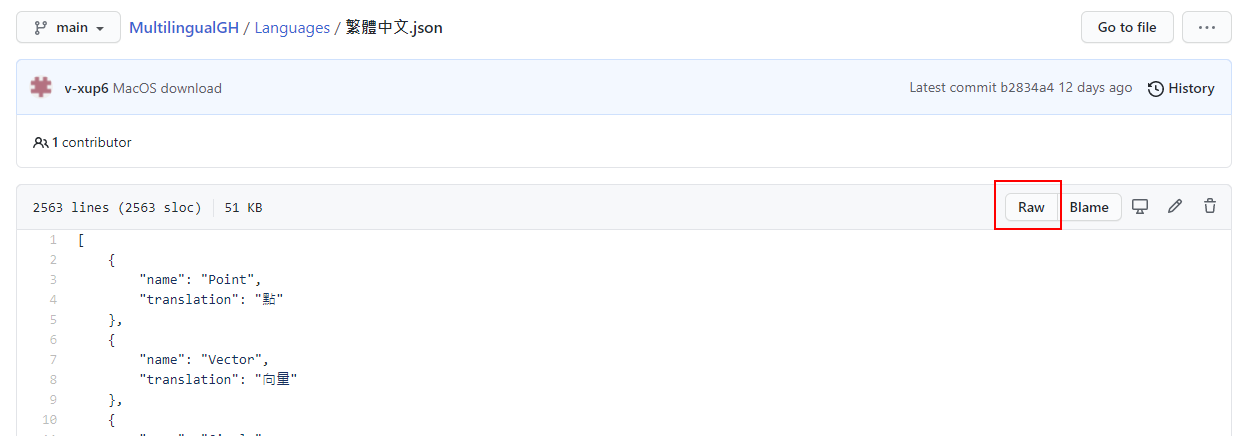 main MultilingualGH / Languages / 繁體中文.json Go to file ...
v-xup6 MacOS download Latest commit b2834a4 12 days ago History
1 contributor
2563 lines (2563 sloc) 51 KB Raw Blame
1 [
2 {
3 "name": "Point",
4 "translation": "點"
5 },
6 {
7 "name": "Vector",
8 "translation": "向量"
9 },
10 {